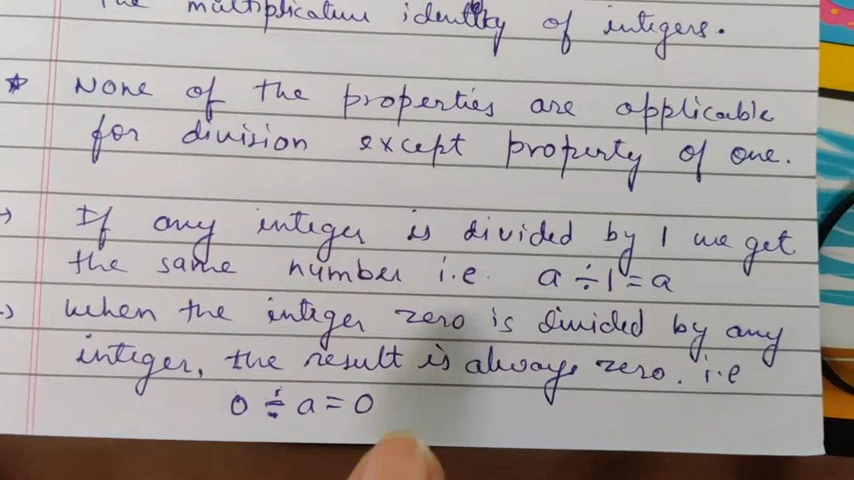 The multiplicative identity of integers.
* None of the properties are applicable
for division except property of one.
→ If any integer is divided by 1 we get
the same number i.e. a ÷ 1 = a
→ When the integer zero is divided by any
integer, the result is always zero. i.e
0 ÷ a = 0